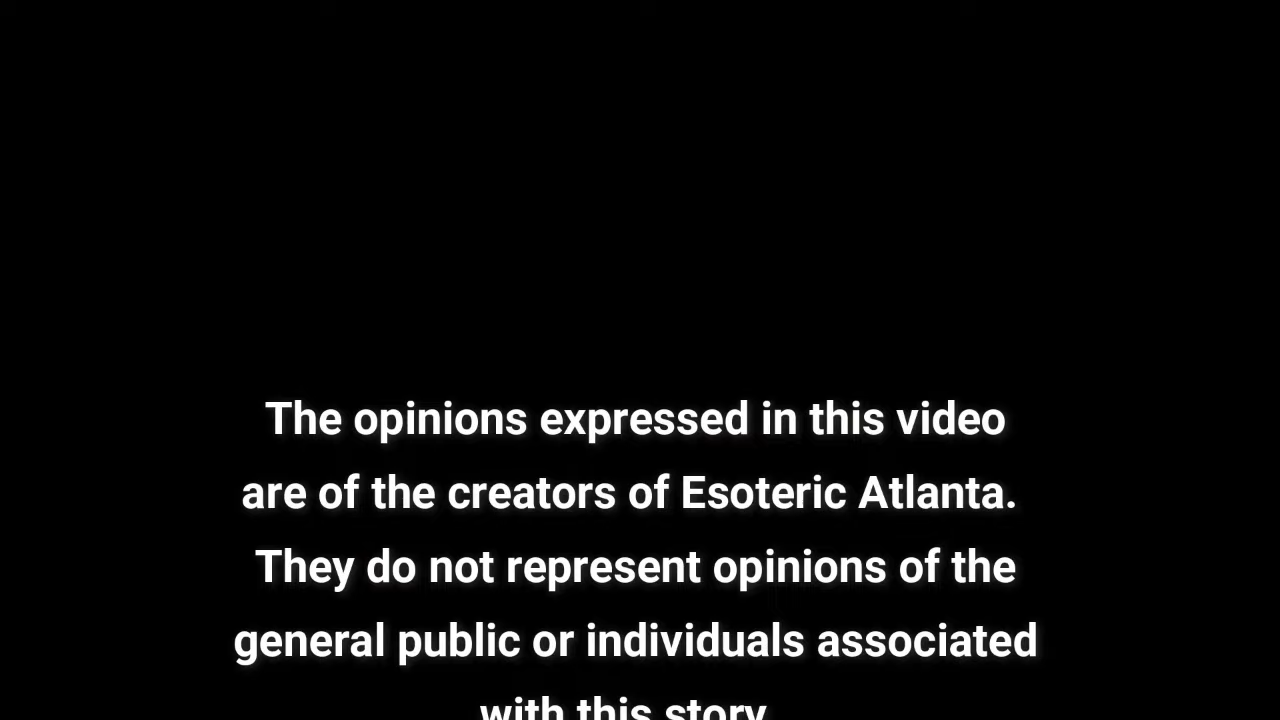 The opinions expressed in this video
are of the creators of Esoteric Atlanta.
They do not represent opinions of the
general public or individuals associated
with this story